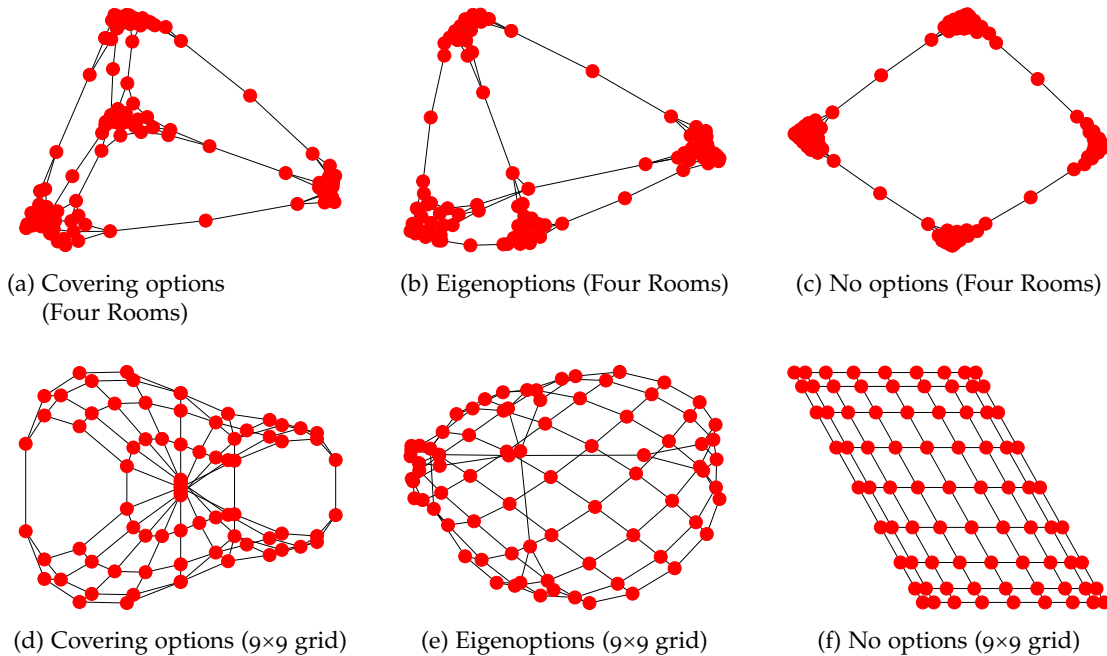 (a) Covering options
(Four Rooms)
(b) Eigenoptions (Four Rooms)
(c) No options (Four Rooms)
(d) Covering options (9×9 grid)
(e) Eigenoptions (9×9 grid)
(f) No options (9×9 grid)